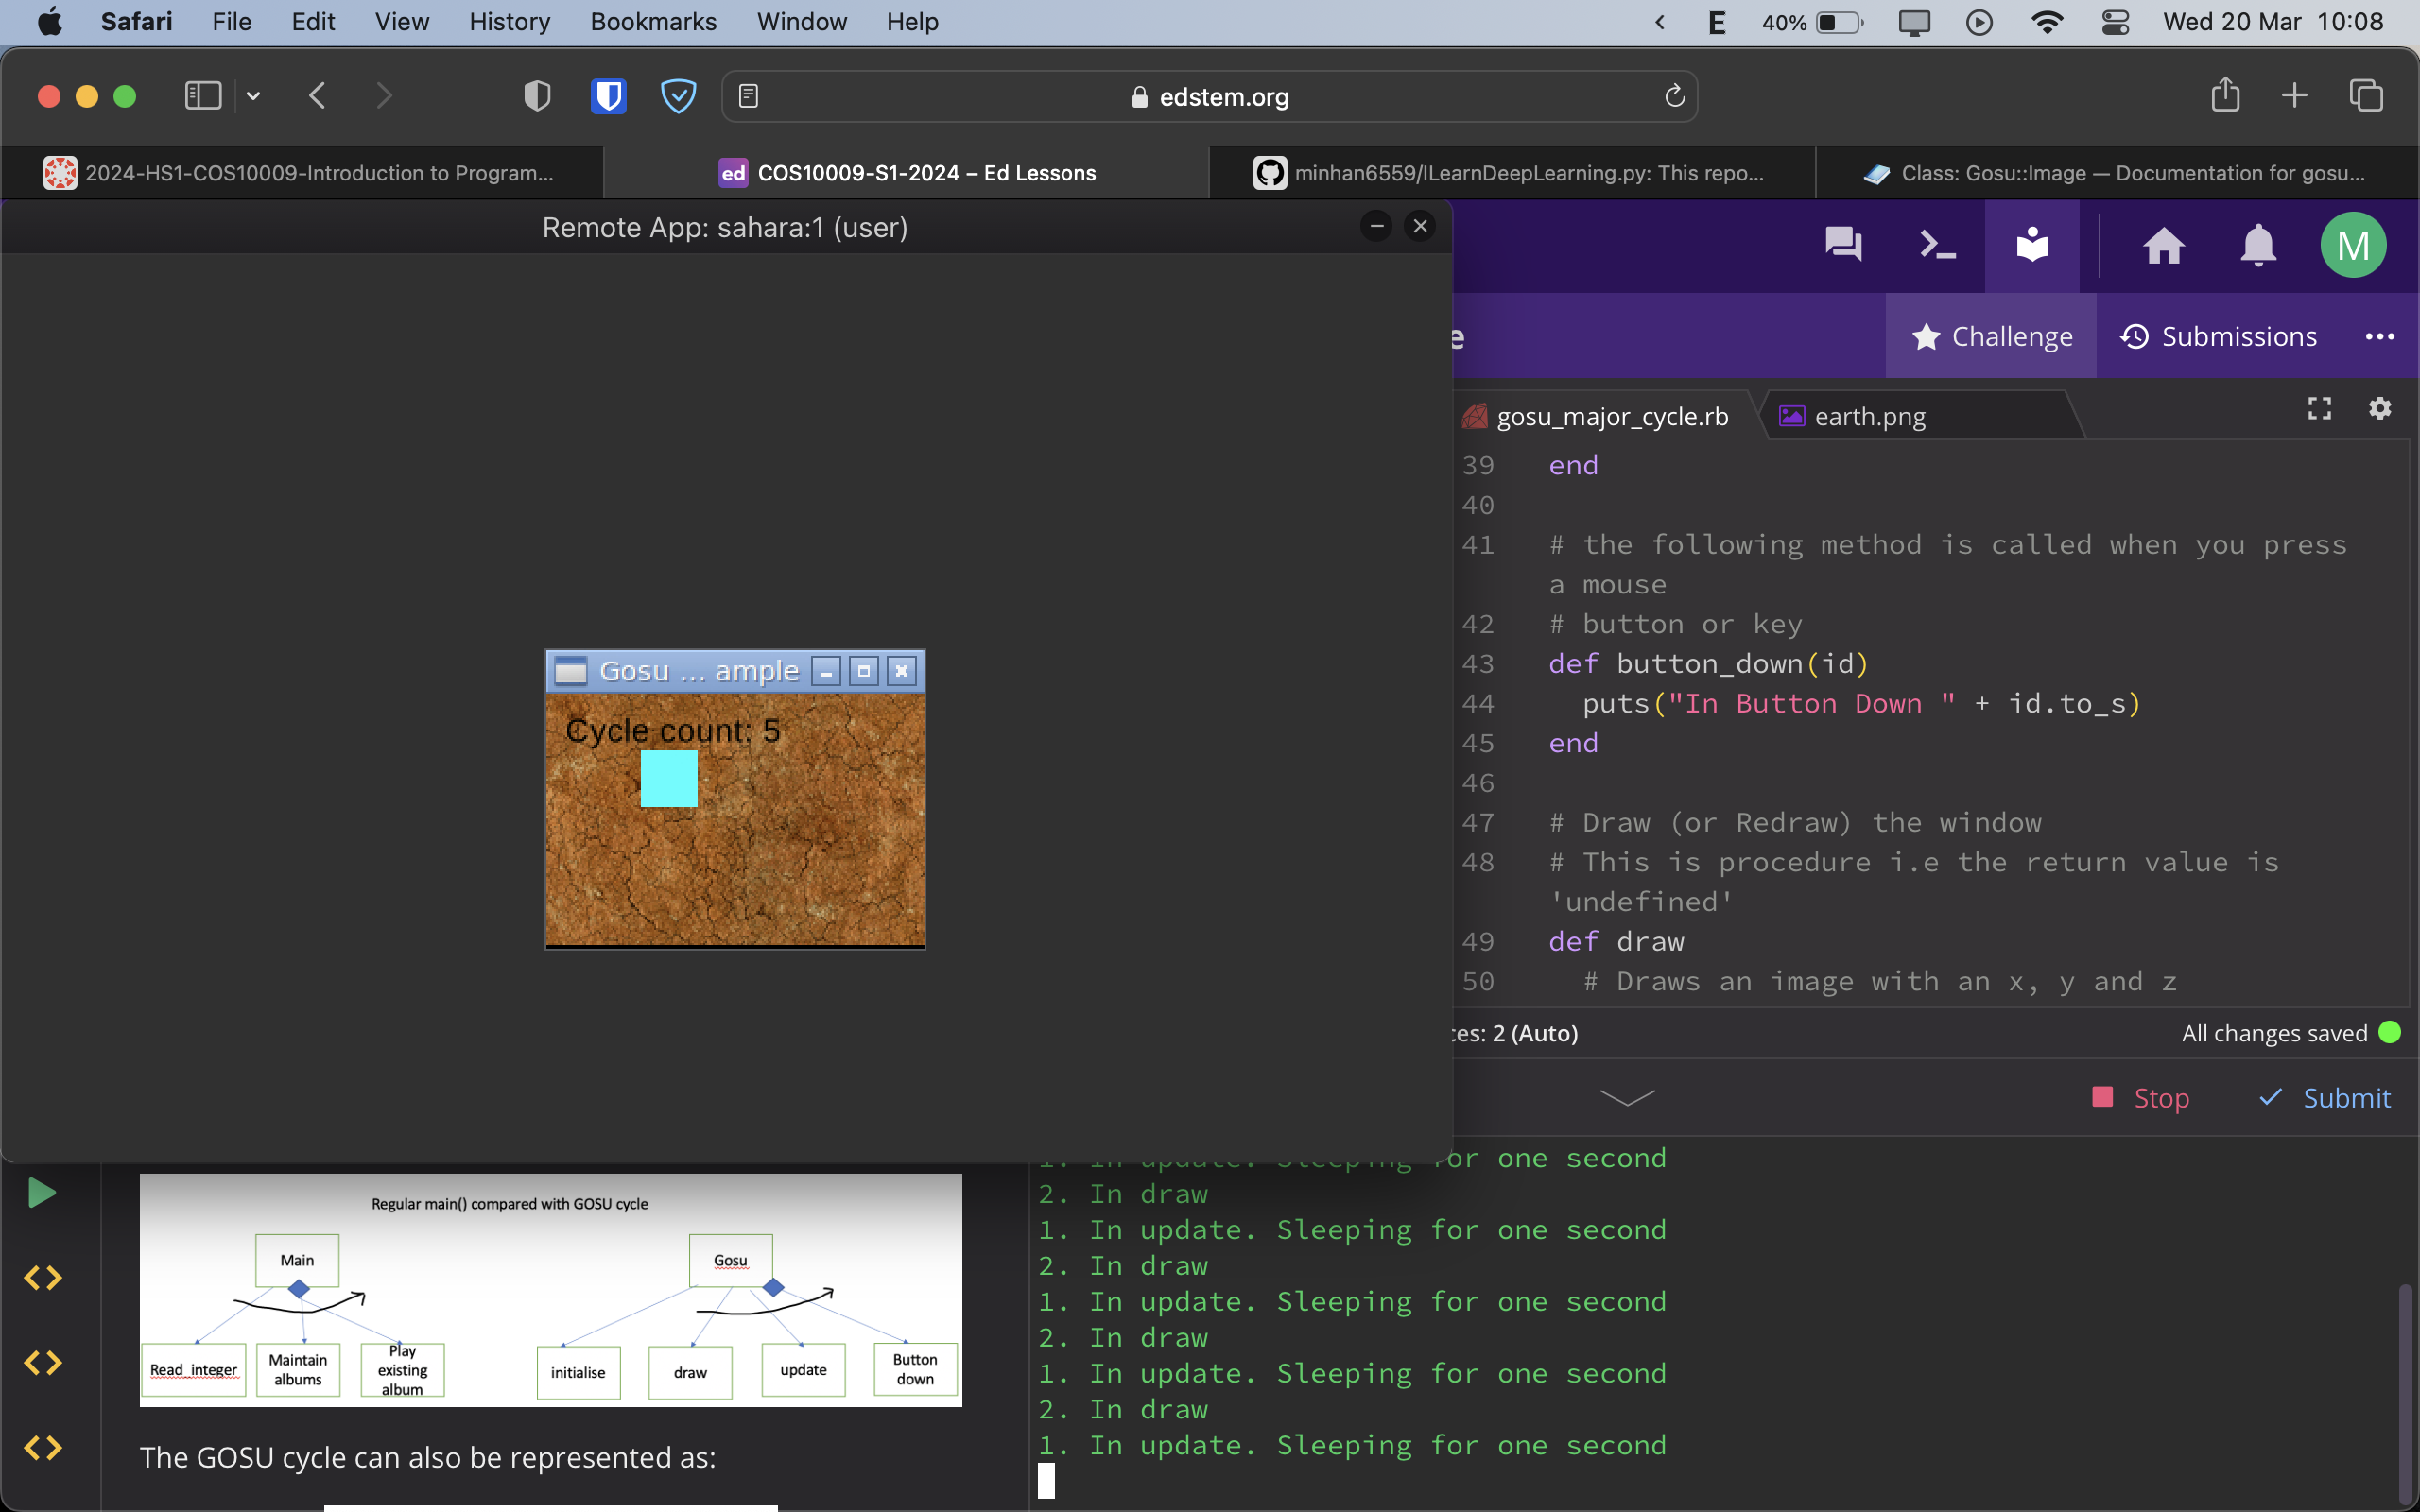 Safari File Edit View History Bookmarks Window Help E 40% Wed 20 Mar 10:08
edstem.org
2024-HS1-COS10009-Introduction to Program...
ed COS10009-S1-2024 – Ed Lessons
minhan6559/ILearnDeepLearning.py: This repo...
Class: Gosu::Image — Documentation for gosu...
Remote App: sahara:1 (user)
M
e
Challenge Submissions
gosu_major_cycle.rb earth.png
39 end
40
41 # the following method is called when you press
a mouse
42 # button or key
43 def button_down(id)
44 puts("In Button Down " + id.to_s)
45 end
46
47 # Draw (or Redraw) the window
48 # This is procedure i.e the return value is
'undefined'
49 def draw
50 # Draws an image with an x, y and z
ces: 2 (Auto) All changes saved
Stop Submit
Gosu ... ample
Cycle count: 5
Regular main() compared with GOSU cycle
Main
Read_integer
Maintain
albums
Play
existing
album
Gosu
initialise
draw
update
Button
down
The GOSU cycle can also be represented as:
1. In update. Sleeping for one second
2. In draw
1. In update. Sleeping for one second
2. In draw
1. In update. Sleeping for one second
2. In draw
1. In update. Sleeping for one second
2. In draw
1. In update. Sleeping for one second